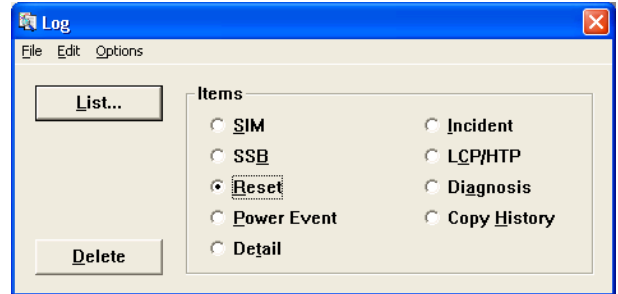 Log
File Edit Options
List...
Items
SIM
Incident
SSB
LCP/HTP
Reset
Diagnosis
Power Event
Copy History
Detail
Delete